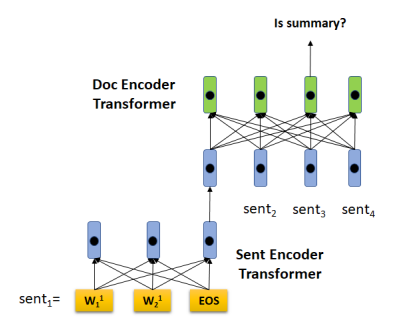 Is summary?
Doc Encoder
Transformer
sent₂ sent₃ sent₄
Sent Encoder
Transformer
sent₁= W₁¹ W₂¹ EOS